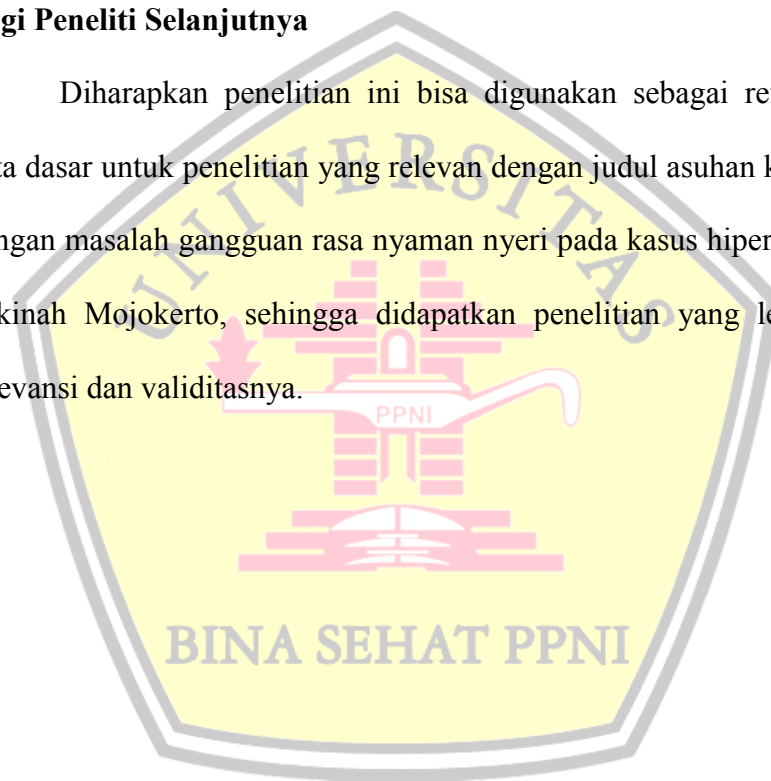 gi Peneliti Selanjutnya
Diharapkan penelitian ini bisa digunakan sebagai re
ta dasar untuk penelitian yang relevan dengan judul asuhan k
ngan masalah gangguan rasa nyaman nyeri pada kasus hiper
kinah Mojokerto, sehingga didapatkan penelitian yang le
evansi dan validitasnya.
UNIVERSITAS
PPNI
BINA SEHAT PPNI